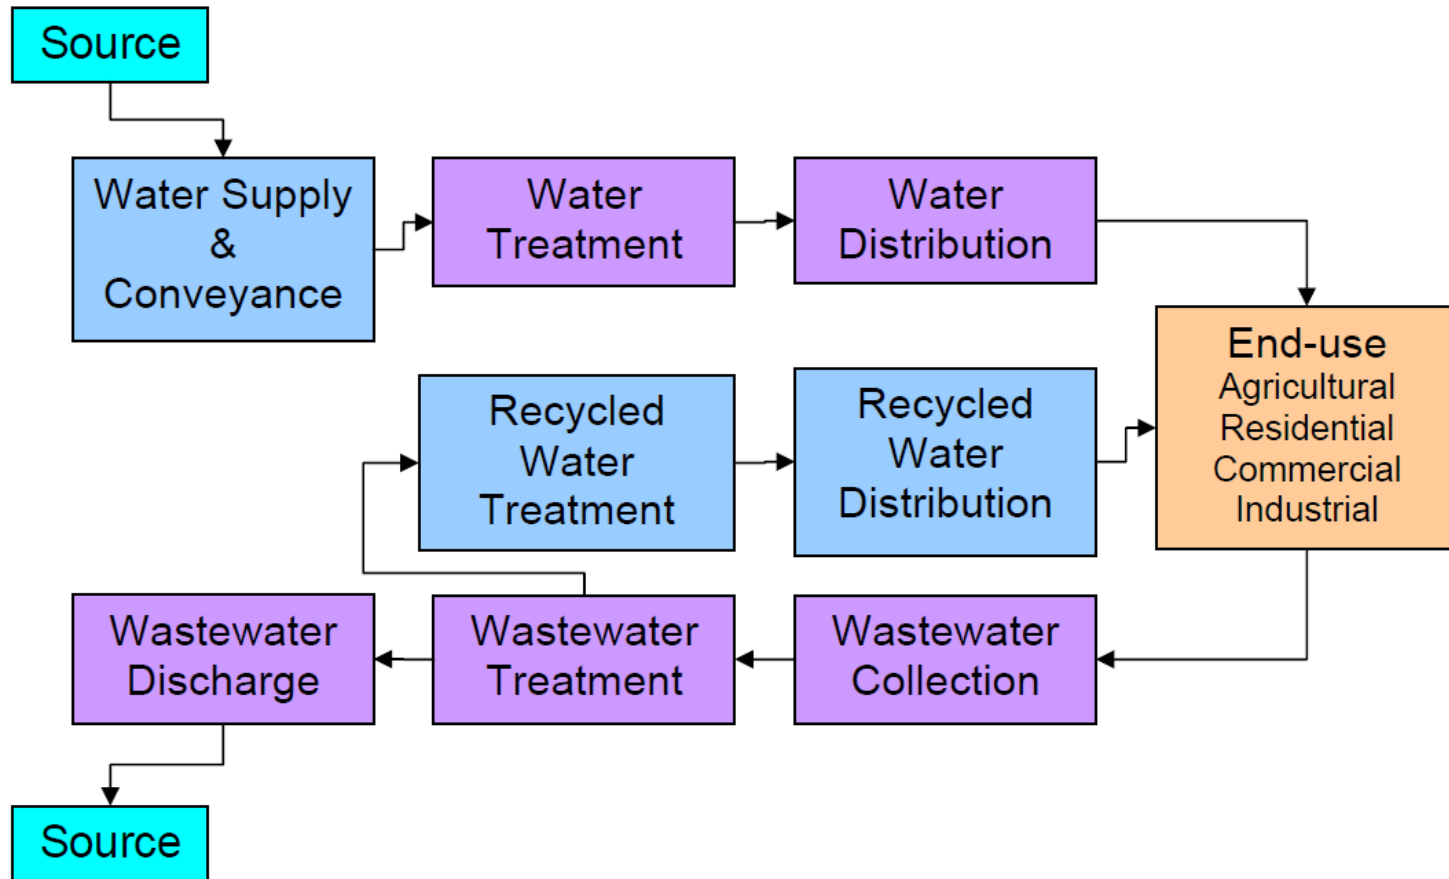 Source
Water Supply
&
Conveyance
Water
Treatment
Water
Distribution
End-use
Agricultural
Residential
Commercial
Industrial
Recycled
Water
Treatment
Recycled
Water
Distribution
Wastewater
Discharge
Wastewater
Treatment
Wastewater
Collection
Source